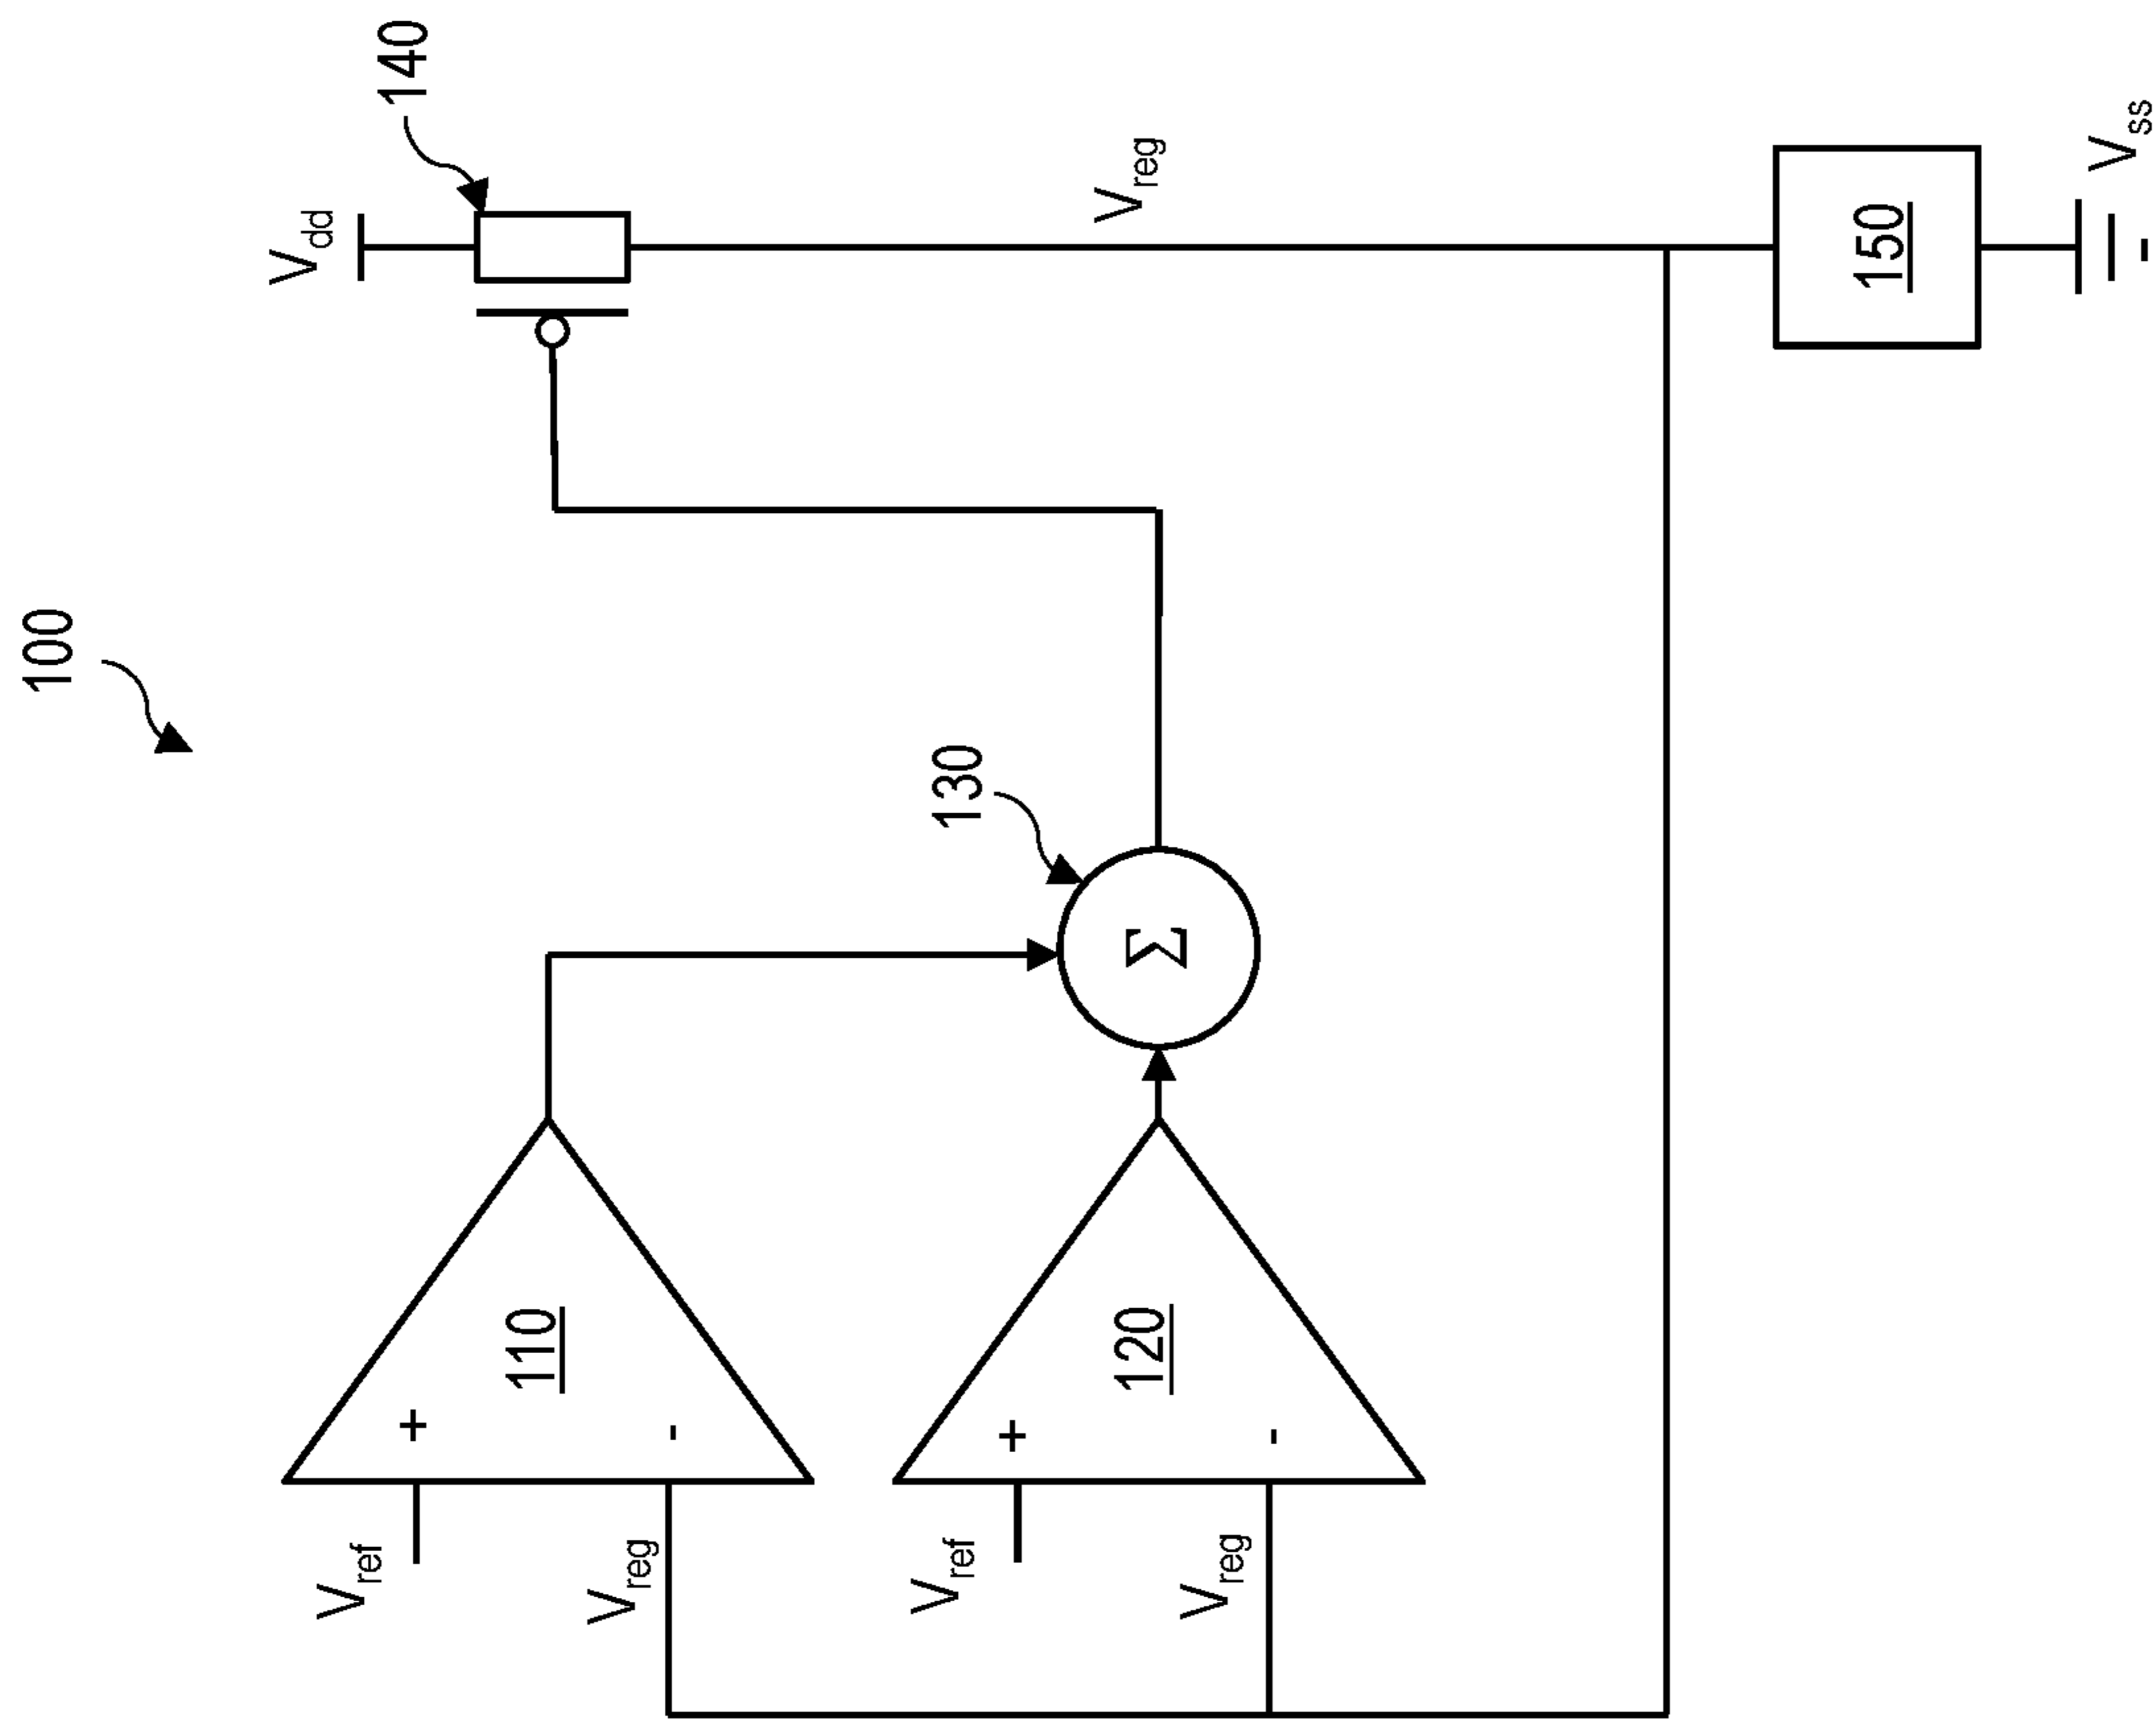 100
140
V_dd
V_reg
130
Σ
110
+
-
V_ref
V_reg
120
+
-
V_ref
V_reg
150
V_ss